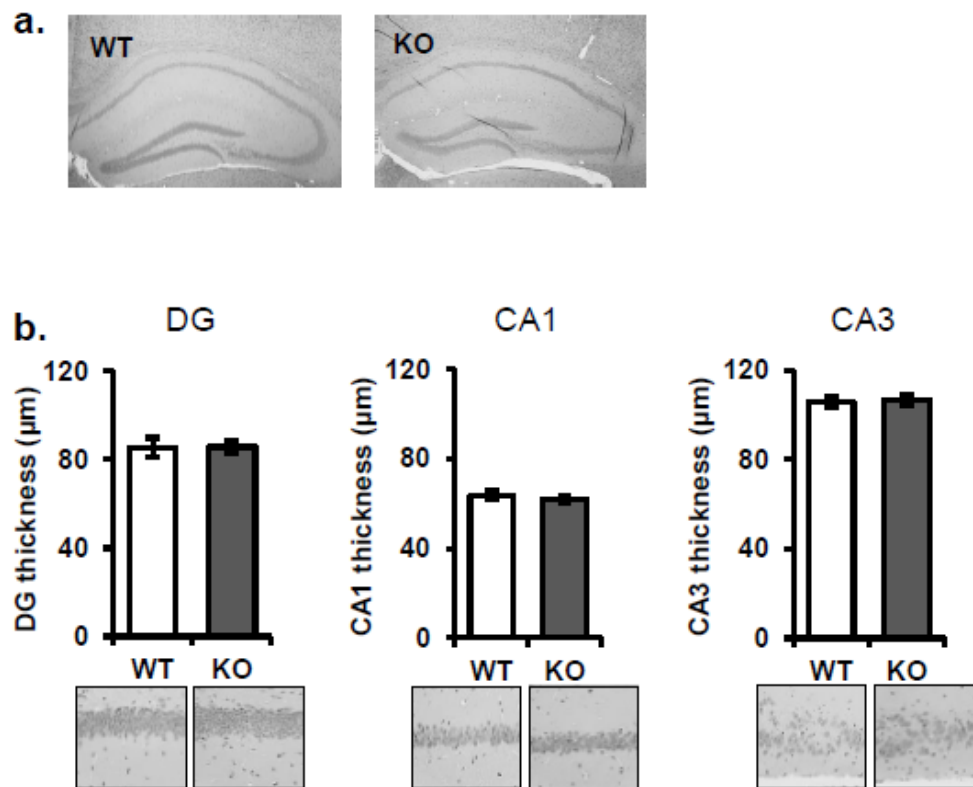 a.
WT
KO
b.
DG
DG thickness (µm)
120
80
40
0
WT KO
CA1
CA1 thickness (µm)
120
80
40
0
WT KO
CA3
CA3 thickness (µm)
120
80
40
0
WT KO